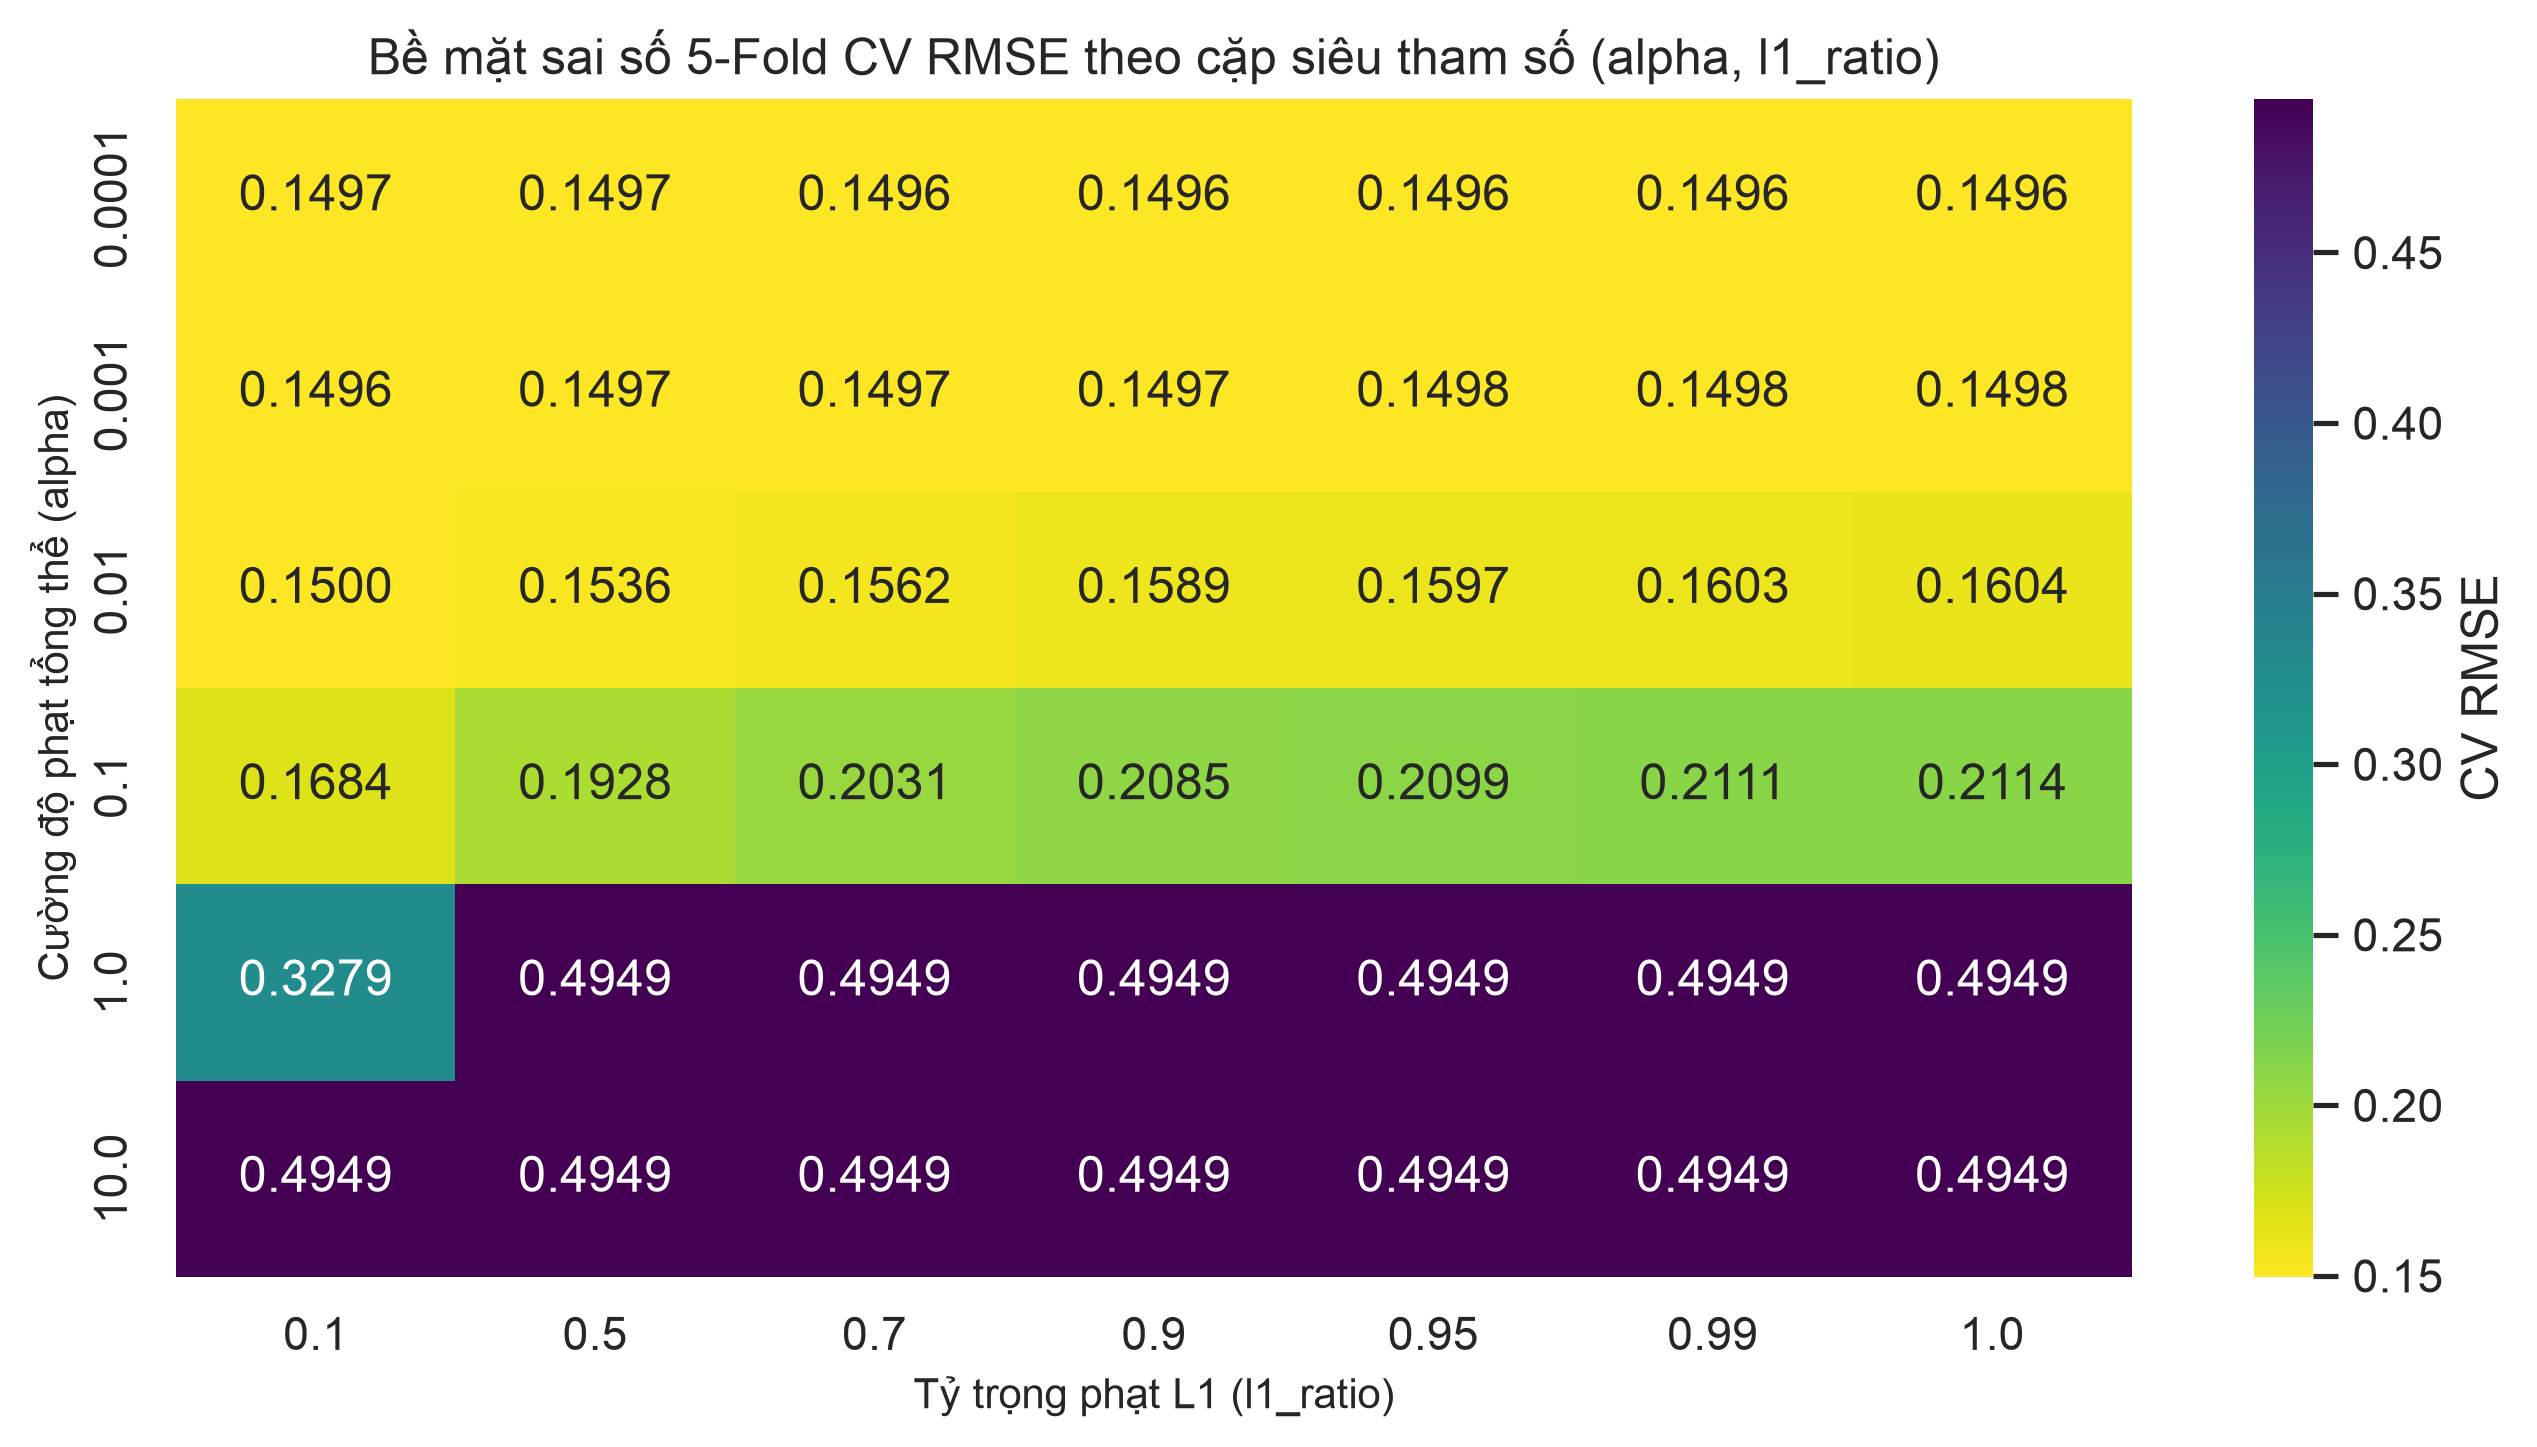 Bề mặt sai số 5-Fold CV RMSE theo cặp siêu tham số (alpha, l1_ratio)
Cường độ phạt tổng thể (alpha)
0.0001 0.1497 0.1497 0.1496 0.1496 0.1496 0.1496 0.1496
0.001 0.1496 0.1497 0.1497 0.1497 0.1498 0.1498 0.1498
0.01 0.1500 0.1536 0.1562 0.1589 0.1597 0.1603 0.1604
0.1 0.1684 0.1928 0.2031 0.2085 0.2099 0.2111 0.2114
1.0 0.3279 0.4949 0.4949 0.4949 0.4949 0.4949 0.4949
10.0 0.4949 0.4949 0.4949 0.4949 0.4949 0.4949 0.4949
0.1 0.5 0.7 0.9 0.95 0.99 1.0
Tỷ trọng phạt L1 (l1_ratio)
0.45
0.40
0.35
0.30
0.25
0.20
0.15
CV RMSE